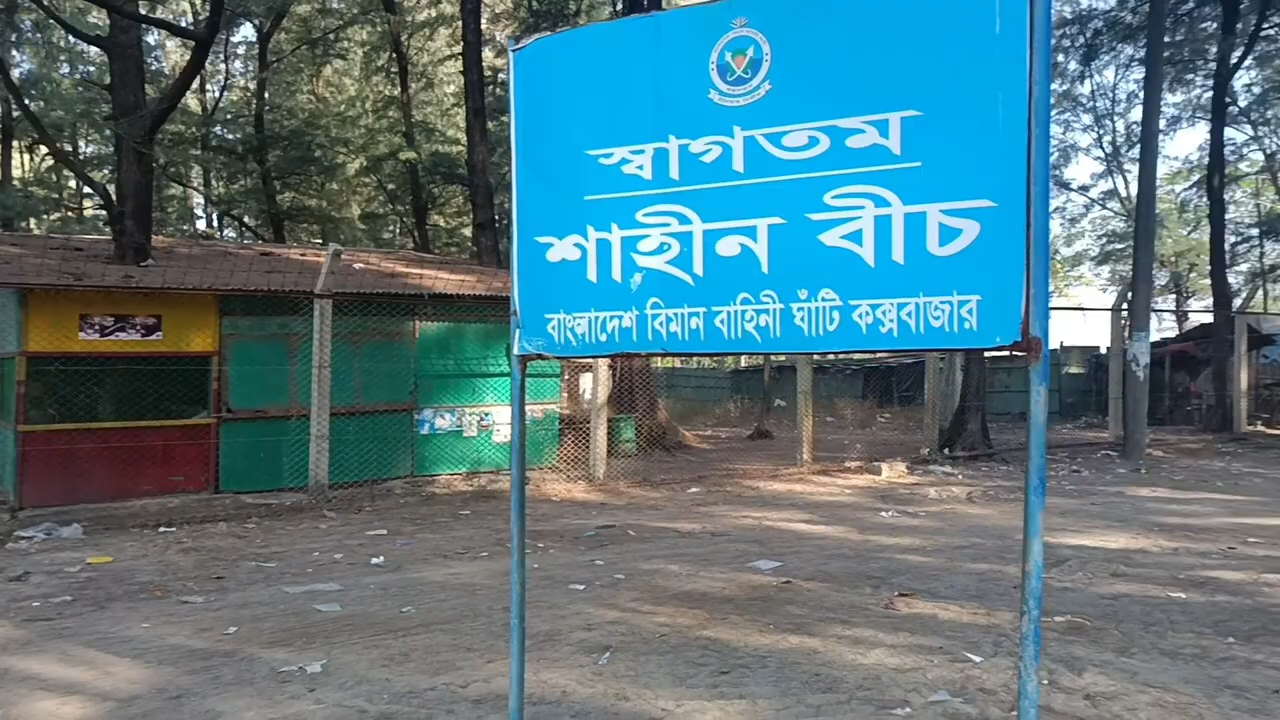 স্বাগতম
শাহীন বীচ
বাংলাদেশ বিমান বাহিনী ঘাঁটি কক্সবাজার